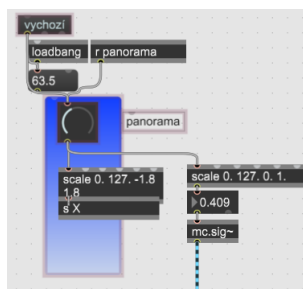 vychozí
loadbang
r panorama
63.5
panorama
scale 0. 127. -1.8
1.8
s X
scale 0. 127. 0. 1.
0.409
mc.sig~